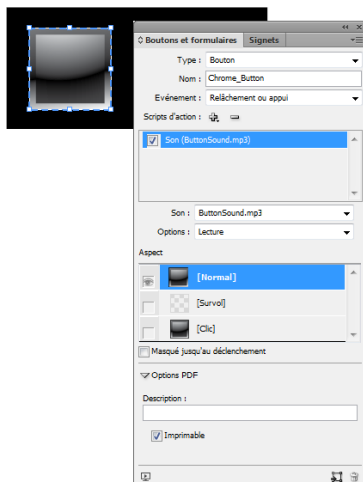 Boutons et formulaires Signets
Type : Bouton
Nom : Chrome_Button
Evénement : Relâchement ou appui
Scripts d'action :
Son (ButtonSound.mp3)
Son : ButtonSound.mp3
Options : Lecture
Aspect
[Normal]
[Survol]
[Clic]
Masqué jusqu'au déclenchement
Options PDF
Description :
Imprimable